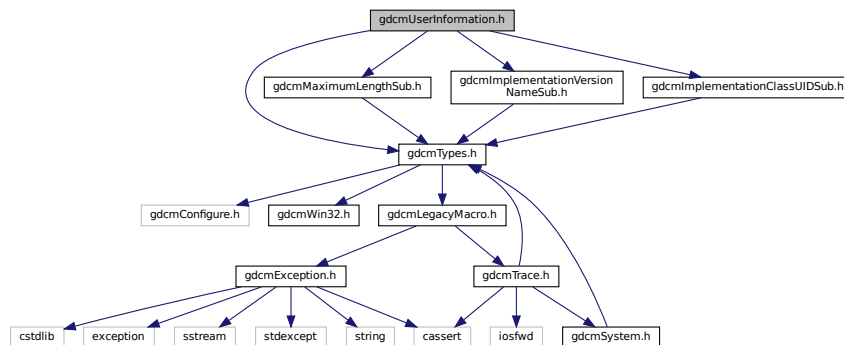 gdcmUserInformation.h
gdcmMaximumLengthSub.h
gdcmImplementationVersion
NameSub.h
gdcmImplementationClassUIDSub.h
gdcmTypes.h
gdcmConfigure.h
gdcmWin32.h
gdcmLegacyMacro.h
gdcmException.h
gdcmTrace.h
cstdlib
exception
sstream
stdexcept
string
cassert
iosfwd
gdcmSystem.h